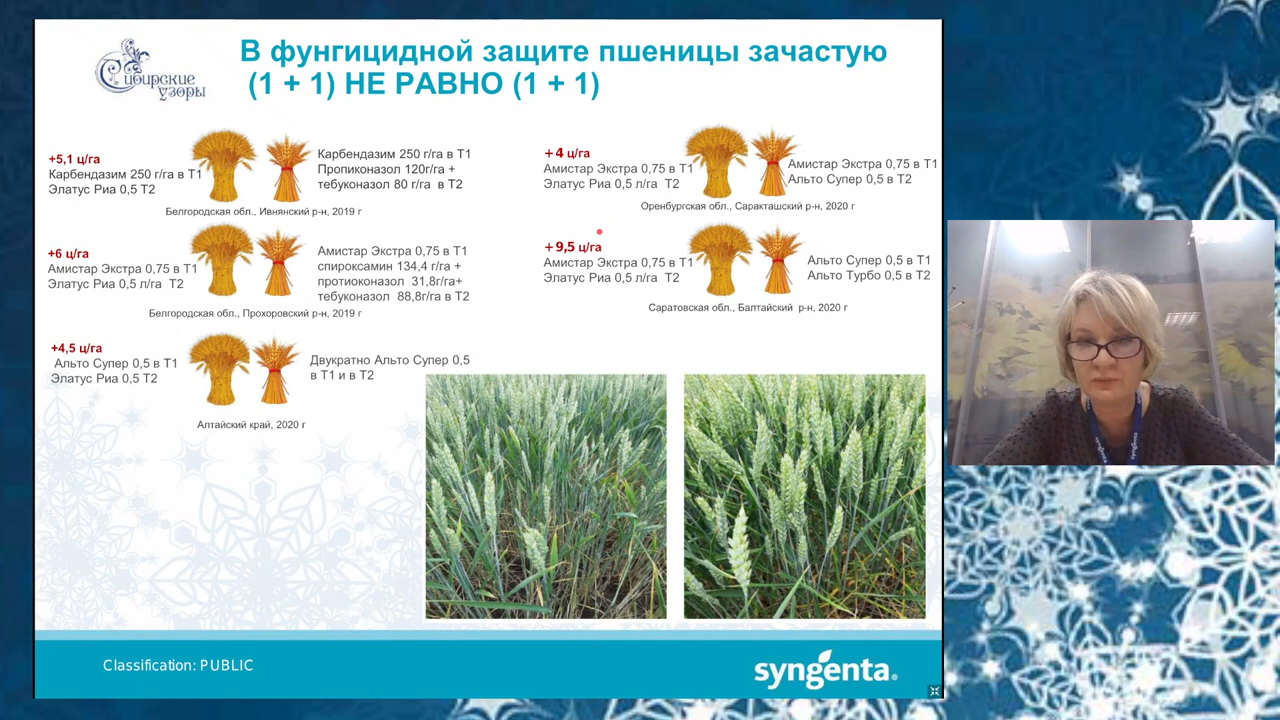 Сибирские
узоры
В фунгицидной защите пшеницы зачастую
(1 + 1) НЕ РАВНО (1 + 1)
+5,1 ц/га
Карбендазим 250 г/га в Т1
Элатус Риа 0,5 Т2
Карбендазим 250 г/га в Т1
Пропиконазол 120г/га +
тебуконазол 80 г/га в Т2
Белгородская обл., Ивнянский р-н, 2019 г
+6 ц/га
Амистар Экстра 0,75 в Т1
Элатус Риа 0,5 л/га Т2
Амистар Экстра 0,75 в Т1
спироксамин 134,4 г/га +
протиоконазол 31,8г/га+
тебуконазол 88,8г/га в Т2
Белгородская обл., Прохоровский р-н, 2019 г
+4,5 ц/га
Альто Супер 0,5 в Т1
Элатус Риа 0,5 Т2
Двукратно Альто Супер 0,5
в Т1 и в Т2
Алтайский край, 2020 г
+4 ц/га
Амистар Экстра 0,75 в Т1
Элатус Риа 0,5 л/га Т2
Амистар Экстра 0,75 в Т1
Альто Супер 0,5 в Т2
Оренбургская обл., Саракташский р-н, 2020 г
+9,5 ц/га
Амистар Экстра 0,75 в Т1
Элатус Риа 0,5 л/га Т2
Альто Супер 0,5 в Т1
Альто Турбо 0,5 в Т2
Саратовская обл., Балтайский р-н, 2020 г
Classification: PUBLIC
syngenta®